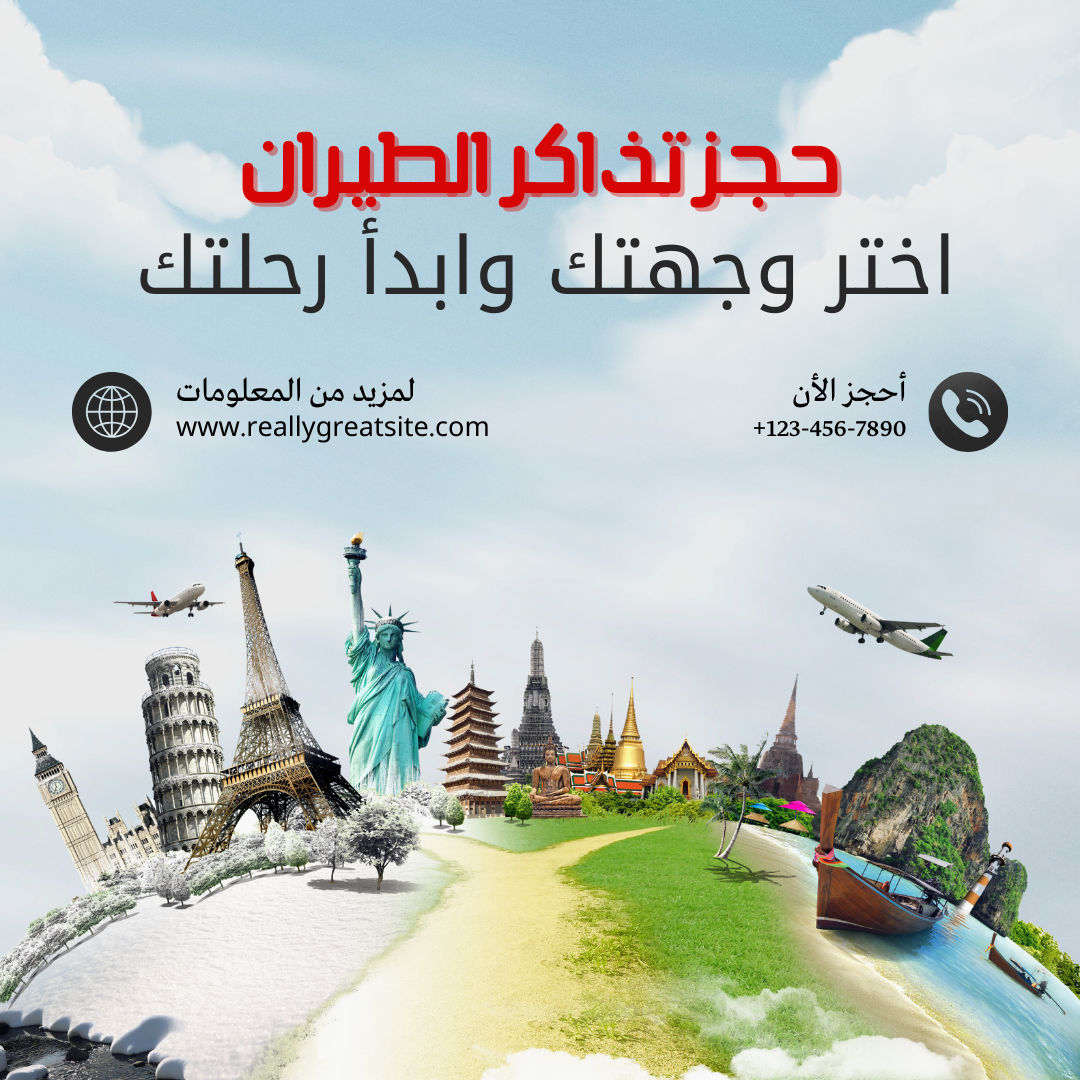 حجز تذاكر الطيران
اختر وجهتك وابدأ رحلتك
أحجز الأن
+123-456-7890
لمزيد من المعلومات
www.reallygreatsite.com